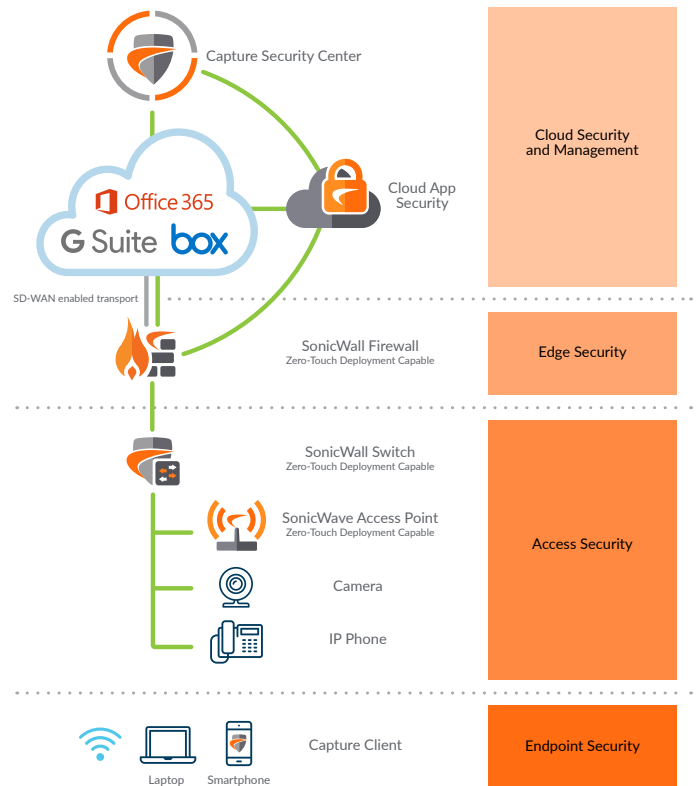 Capture Security Center
Cloud Security
and Management
Office 365
G Suite box
Cloud App
Security
SD-WAN enabled transport
SonicWall Firewall
Zero-Touch Deployment Capable
Edge Security
SonicWall Switch
Zero-Touch Deployment Capable
SonicWave Access Point
Zero-Touch Deployment Capable
Access Security
Camera
IP Phone
Capture Client
Endpoint Security
Laptop
Smartphone